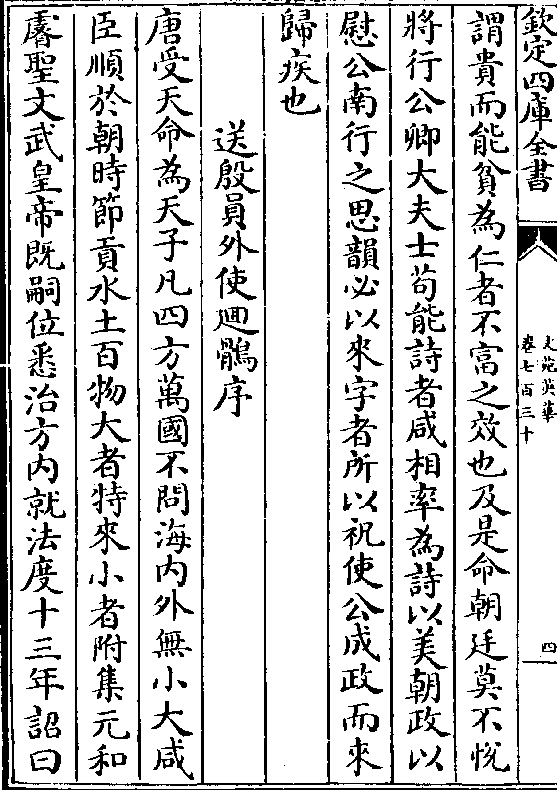 欽定四庫全書
文苑英華
卷七百三十
四
謂貴而能貧為仁者不富之效也及是命朝廷莫不悅
將行公卿大夫士苟能詩者咸相率為詩以美朝政以
慰公南行之思韻必以來字者所以祝使公成政而來
歸疾也
送殷員外使迴鶻序
唐受天命為天子凡四方萬國不問海内外無小大咸
臣順於朝時節貢水土百物大者特來小者附集元和
睿聖文武皇帝既嗣位悉治方内就法度十三年詔曰